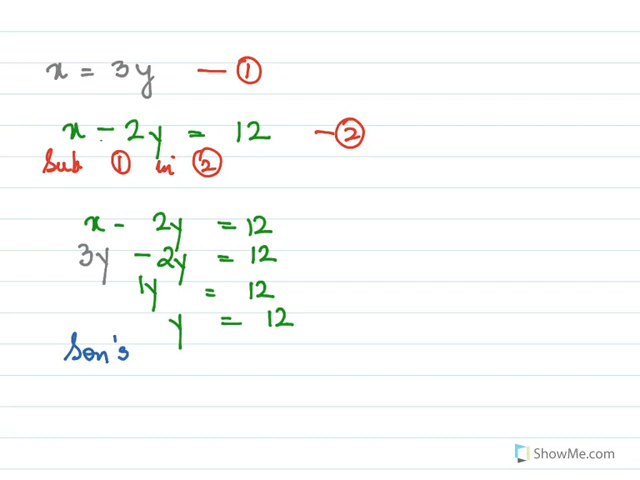 x = 3y — ①
x - 2y = 12 - ②
Sub ① in ②
x - 2y = 12
3y - 2y = 12
1y = 12
y = 12
Son's
ShowMe.com